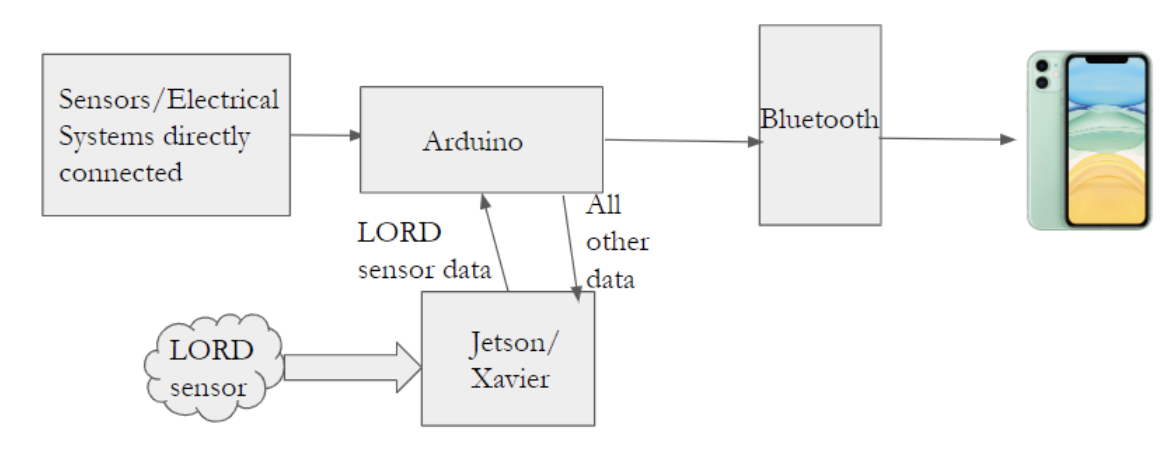 Sensors/Electrical
Systems directly
connected
Arduino
Bluetooth
LORD
sensor data
All
other
data
LORD
sensor
Jetson/
Xavier